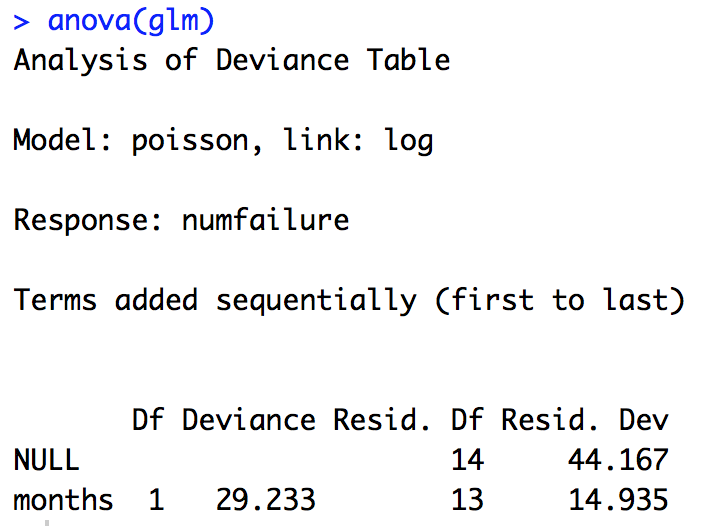 > anova(glm)
Analysis of Deviance Table
Model: poisson, link: log
Response: numfailure
Terms added sequentially (first to last)
Df Deviance Resid. Df Resid. Dev
NULL 14 44.167
months 1 29.233 13 14.935